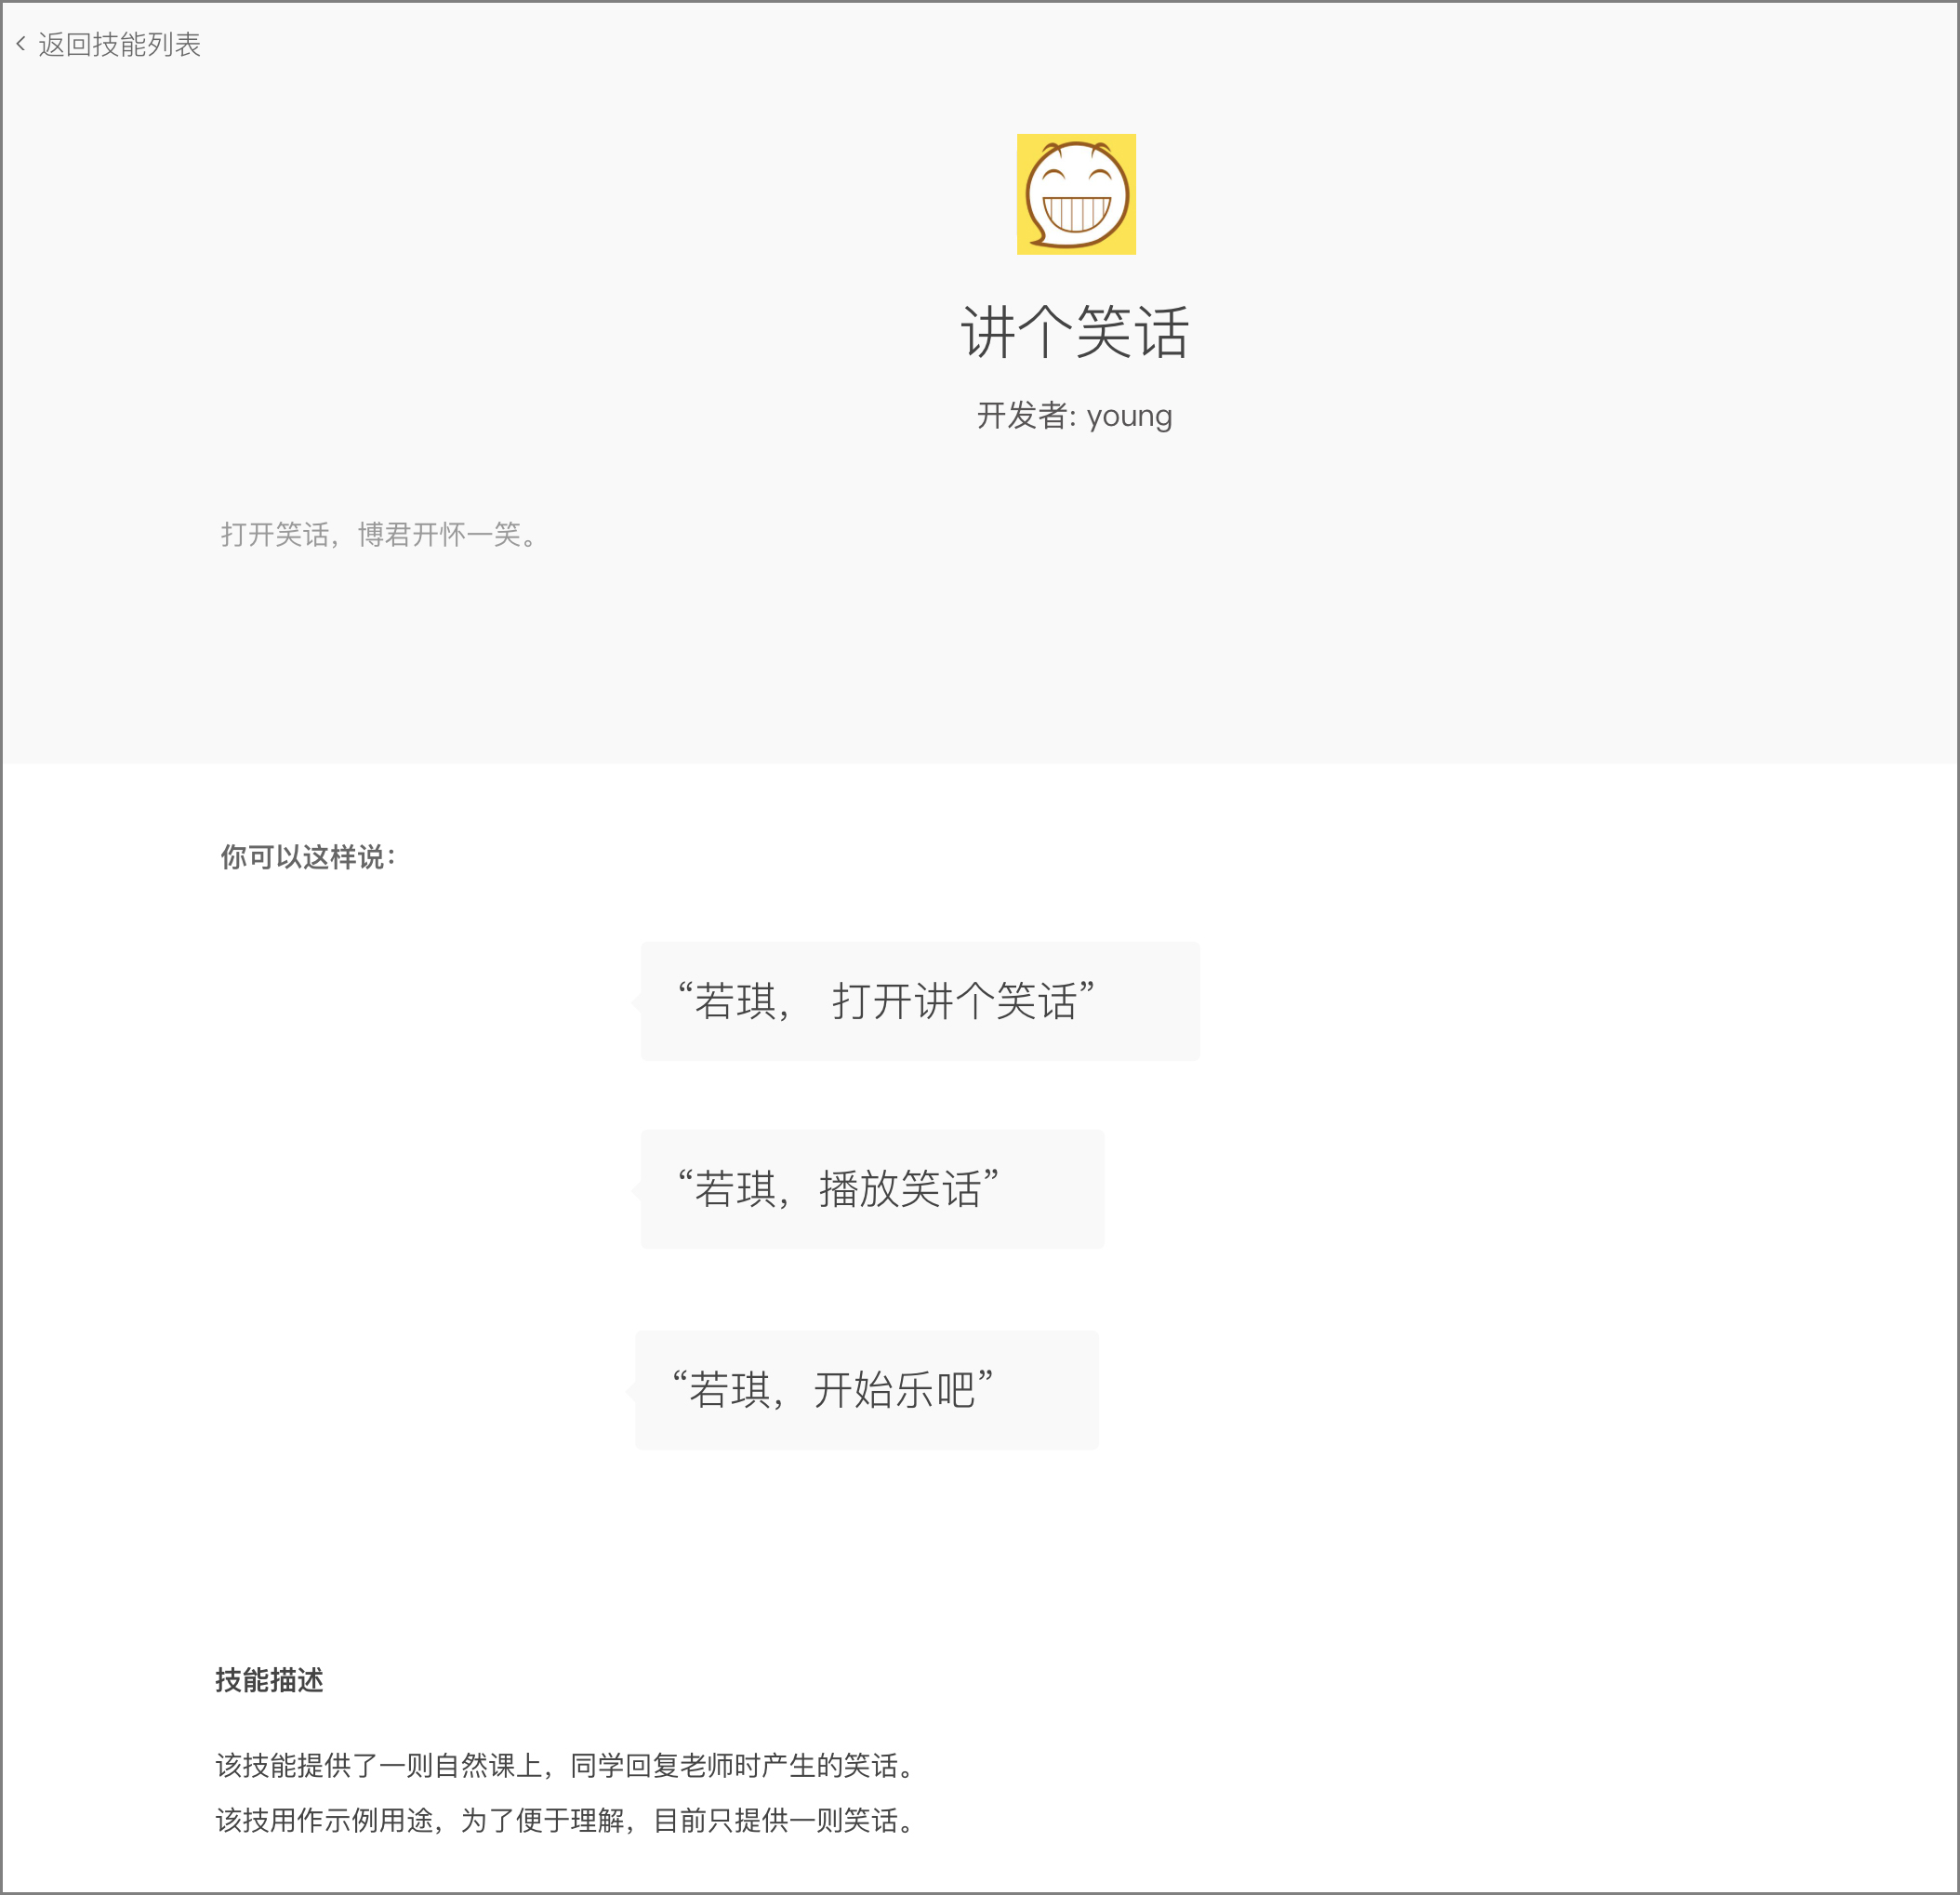 返回技能列表
讲个笑话
开发者: young
打开笑话，博君开怀一笑。
你可以这样说：
“若琪， 打开讲个笑话”
“若琪，播放笑话”
“若琪，开始乐吧”
技能描述
该技能提供了一则自然课上，同学回复老师时产生的笑话。
该技用作示例用途，为了便于理解，目前只提供一则笑话。